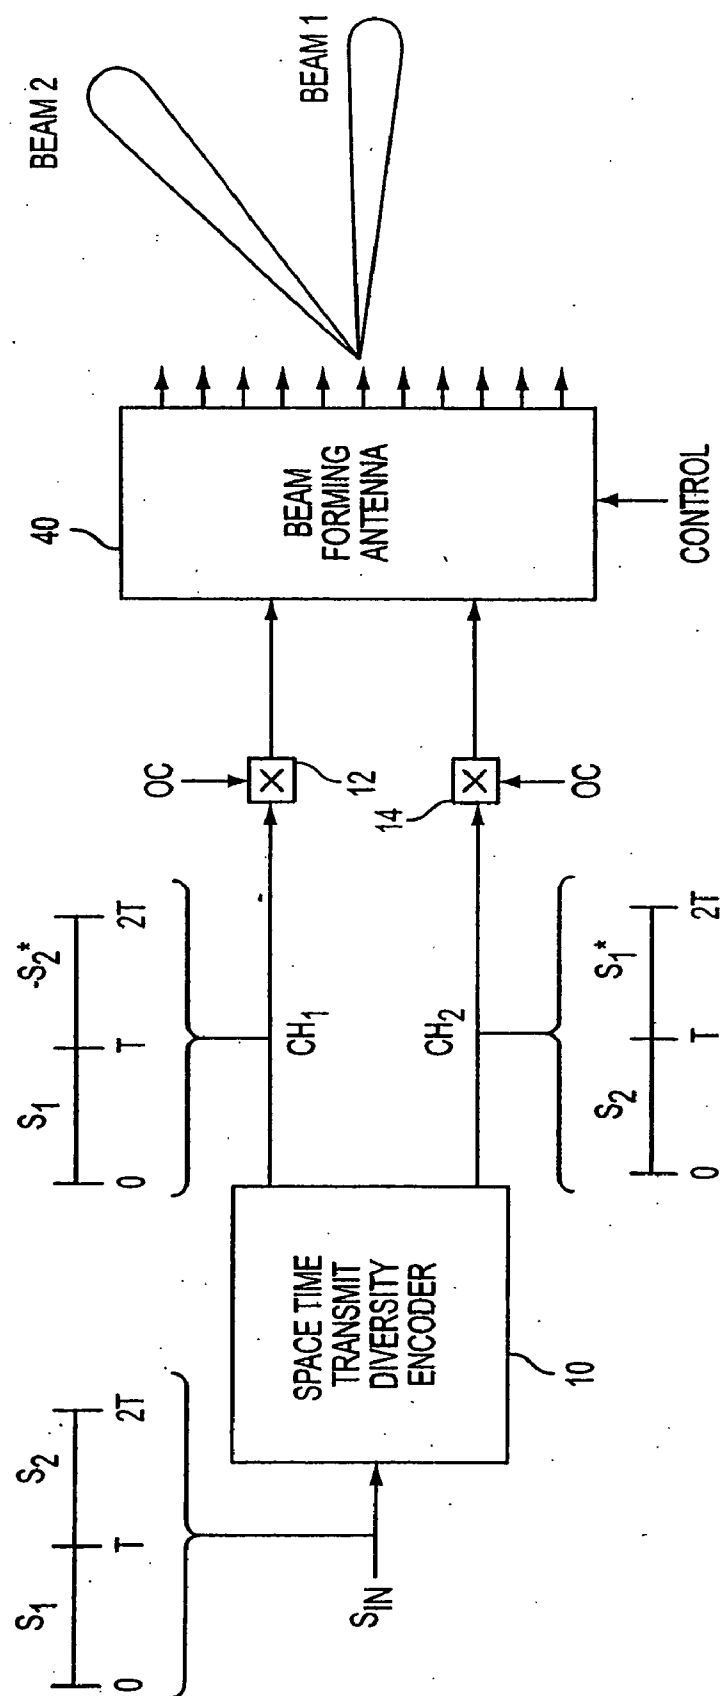 S1 S2
0 T 2T
SIN
SPACE TIME
TRANSMIT
DIVERSITY
ENCODER
10
S1 -S2*
0 T 2T
CH1
CH2
S2 S1*
0 T 2T
OC
12
14
OC
40
BEAM
FORMING
ANTENNA
CONTROL
BEAM 2
BEAM 1